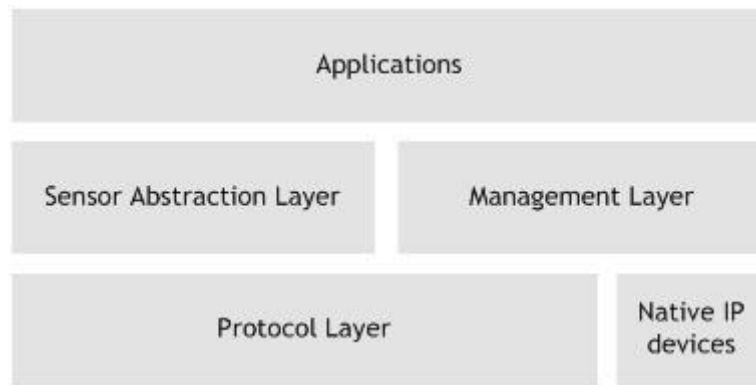 Applications
Sensor Abstraction Layer
Management Layer
Protocol Layer
Native IP
devices